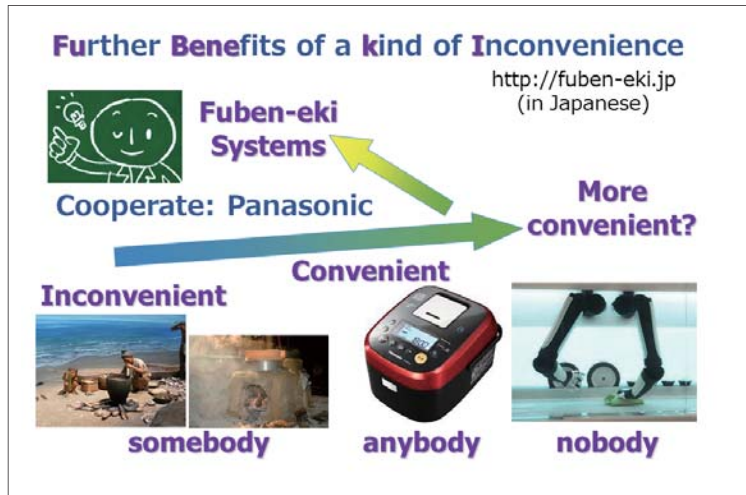 Further Benefits of a kind of Inconvenience
http://fuben-eki.jp
(in Japanese)
Fuben-eki
Systems
Cooperate: Panasonic
More
convenient?
Convenient
Inconvenient
somebody
anybody
nobody